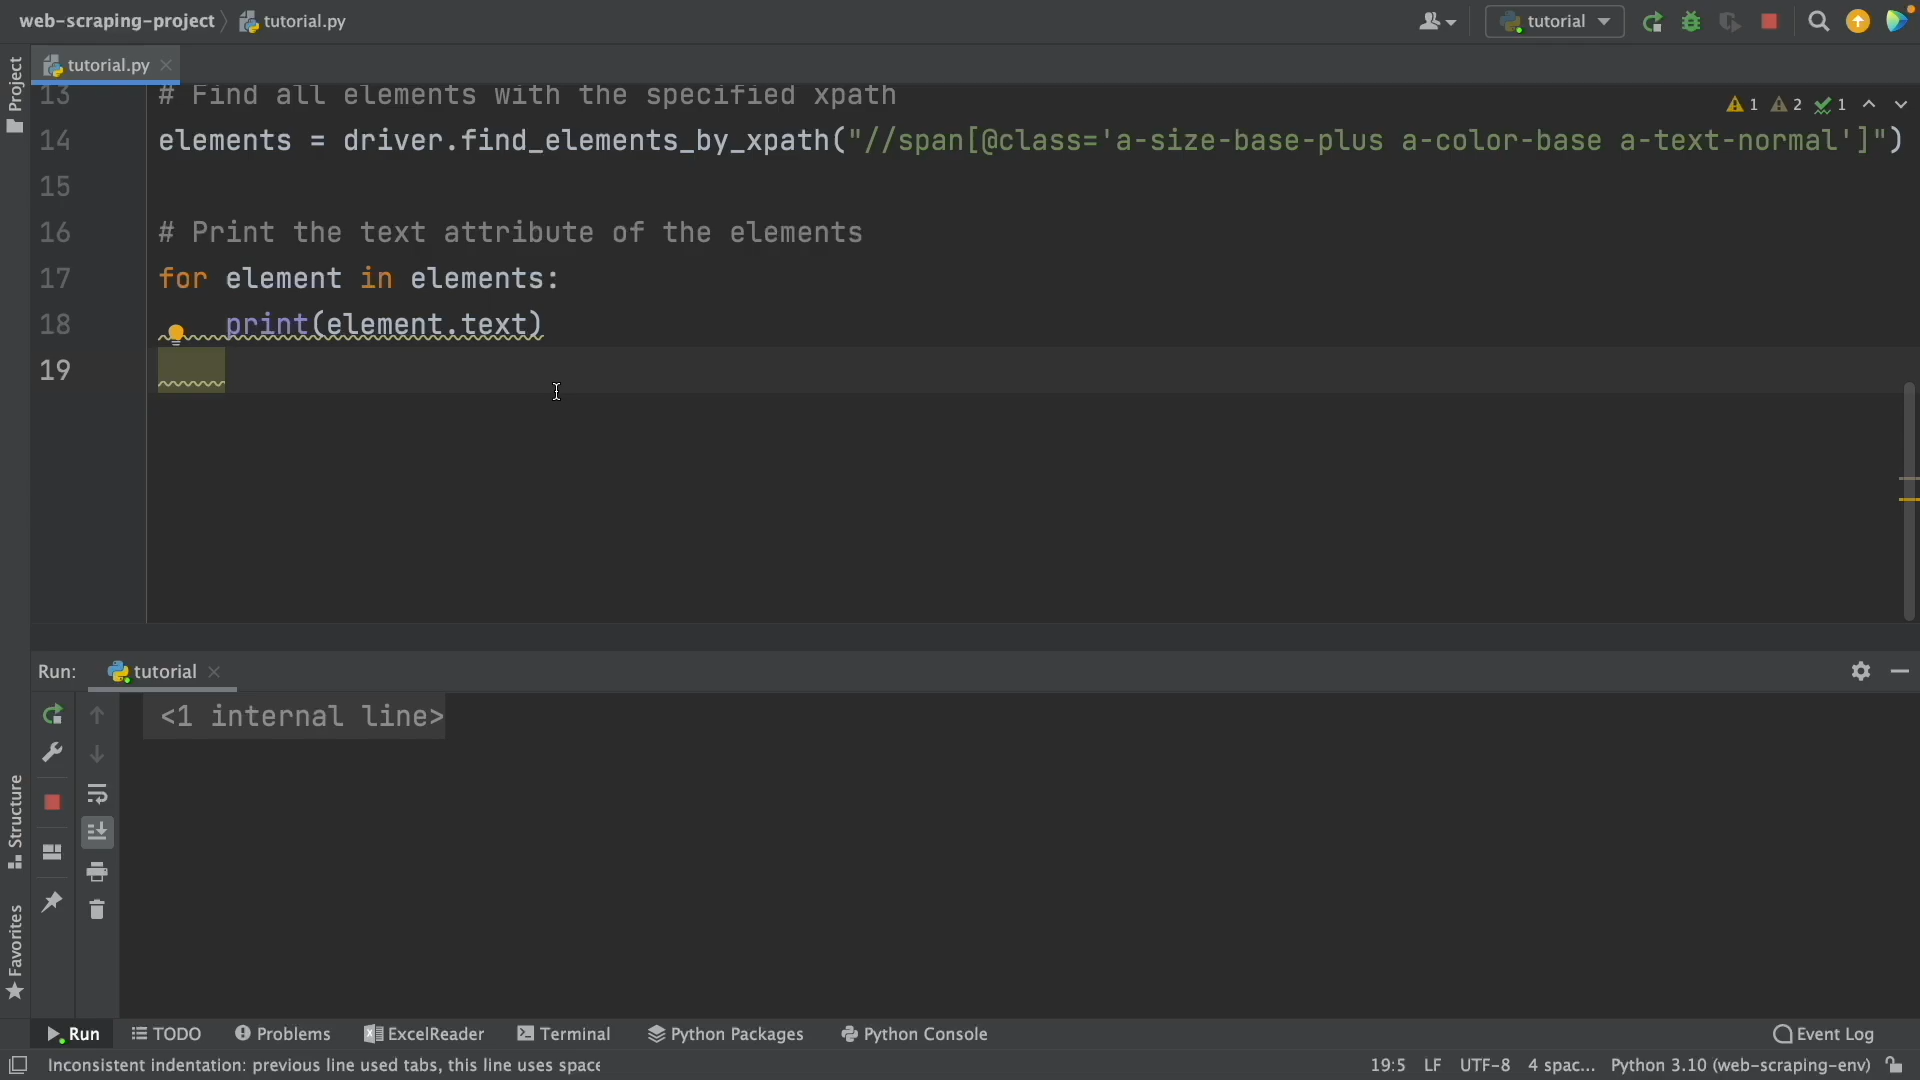 web-scraping-project tutorial.py
tutorial
Project
tutorial.py
1 2 1
13 # Find all elements with the specified xpath
14 elements = driver.find_elements_by_xpath("//span[@class='a-size-base-plus a-color-base a-text-normal']")
15
16 # Print the text attribute of the elements
17 for element in elements:
18 print(element.text)
19
Run: tutorial
<1 internal line>
Structure
Favorites
Run TODO Problems ExcelReader Terminal Python Packages Python Console Event Log
Inconsistent indentation: previous line used tabs, this line uses space 19:5 LF UTF-8 4 spac... Python 3.10 (web-scraping-env)